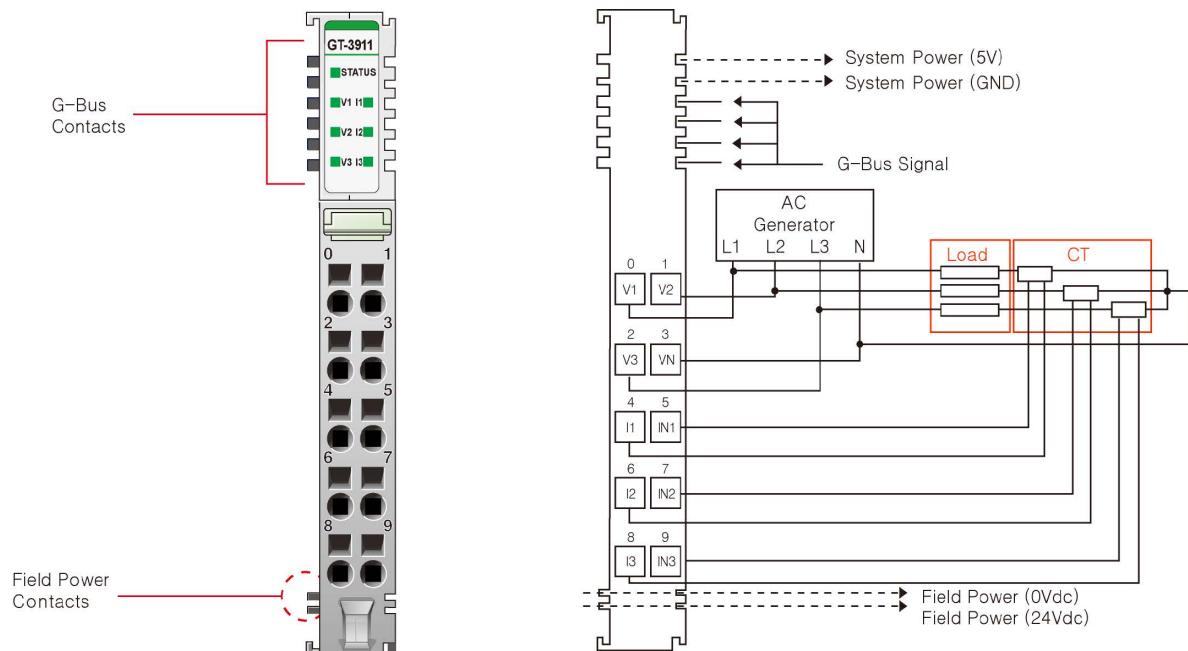 GT-3911
STATUS
V1 I1
V2 I2
V3 I3
G-Bus
Contacts
0 1
2 3
4 5
6 7
8 9
Field Power
Contacts
System Power (5V)
System Power (GND)
G-Bus Signal
AC
Generator
L1 L2 L3 N
Load
CT
0 1
V1 V2
2 3
V3 VN
4 5
I1 IN1
6 7
I2 IN2
8 9
I3 IN3
Field Power (0Vdc)
Field Power (24Vdc)